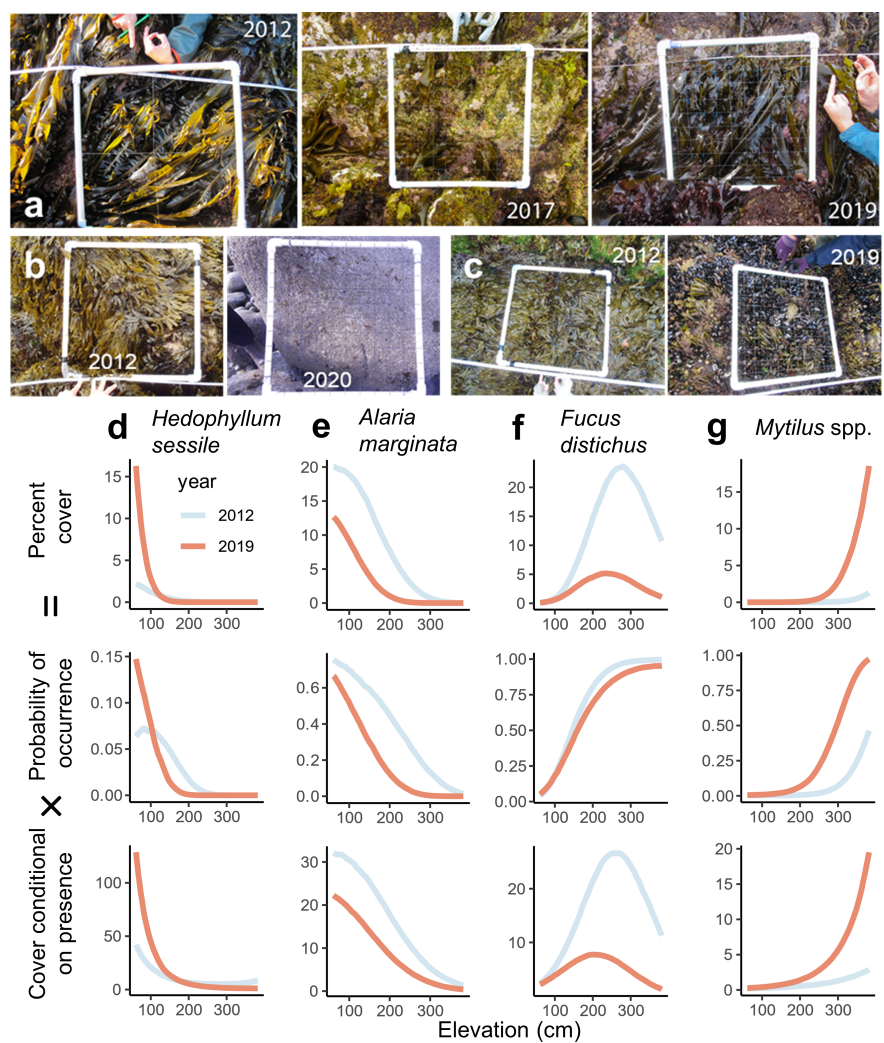 2012
a
2017
2019
b
2012
2020
c
2012
2019
d
Hedophyllum
sessile
e
Alaria
marginata
f
Fucus
distichus
g
Mytilus spp.
Percent
cover
15
10
5
0
year
2012
2019
100 200 300
20
15
10
5
0
100 200 300
20
15
10
5
0
100 200 300
15
10
5
0
100 200 300
=
Probability of
occurrence
0.15
0.10
0.05
0.00
100 200 300
0.6
0.4
0.2
0.0
100 200 300
1.00
0.75
0.50
0.25
0.00
100 200 300
1.00
0.75
0.50
0.25
0.00
100 200 300
×
Cover conditional
on presence
100
50
0
100 200 300
30
20
10
0
100 200 300
20
10
100 200 300
20
15
10
5
0
100 200 300
Elevation (cm)